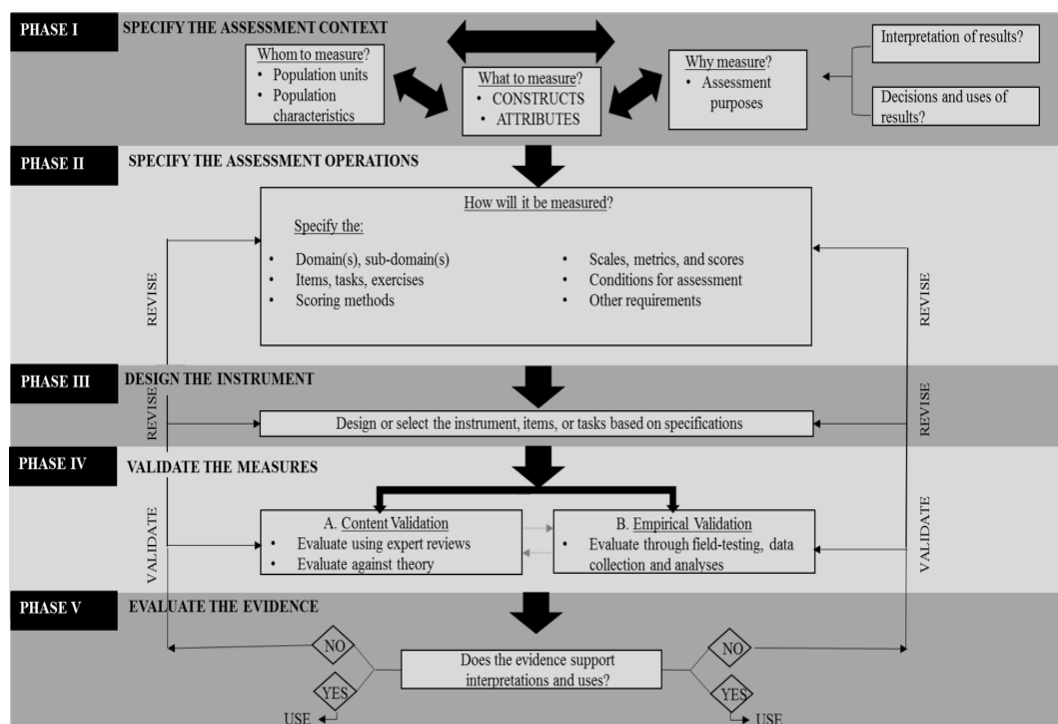 PHASE I
SPECIFY THE ASSESSMENT CONTEXT
Whom to measure?
• Population units
• Population
characteristics
What to measure?
• CONSTRUCTS
• ATTRIBUTES
Why measure?
• Assessment
purposes
Interpretation of results?
Decisions and uses of
results?
PHASE II
SPECIFY THE ASSESSMENT OPERATIONS
How will it be measured?
Specify the:
• Domain(s), sub-domain(s)
• Items, tasks, exercises
• Scoring methods
• Scales, metrics, and scores
• Conditions for assessment
• Other requirements
REVISE
REVISE
PHASE III
DESIGN THE INSTRUMENT
Design or select the instrument, items, or tasks based on specifications
REVISE
REVISE
PHASE IV
VALIDATE THE MEASURES
A. Content Validation
• Evaluate using expert reviews
• Evaluate against theory
B. Empirical Validation
• Evaluate through field-testing, data
collection and analyses
VALIDATE
VALIDATE
PHASE V
EVALUATE THE EVIDENCE
Does the evidence support
interpretations and uses?
NO
YES
USE
NO
YES
USE